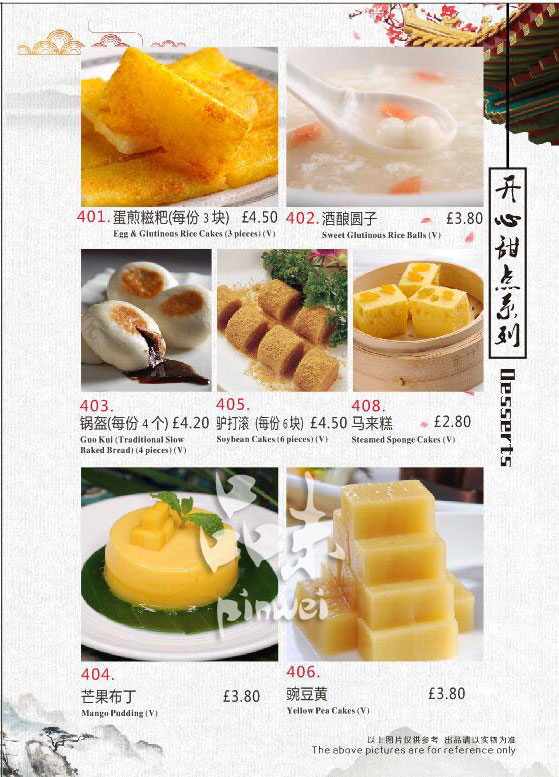 401. 蛋煎糍粑(每份 3 块) £4.50
Egg & Glutinous Rice Cakes (3 pieces) (V)
402. 酒酿圆子 £3.80
Sweet Glutinous Rice Balls (V)
开心甜点系列
Desserts
403.
锅盔(每份 4 个) £4.20
Guo Kui (Traditional Slow
Baked Bread) (4 pieces) (V)
405.
驴打滚 (每份 6块) £4.50
Soybean Cakes (6 pieces) (V)
408.
马来糕 £2.80
Steamed Sponge Cakes (V)
品味
pinwei
404.
芒果布丁 £3.80
Mango Pudding (V)
406.
豌豆黄 £3.80
Yellow Pea Cakes (V)
以上图片仅供参考 出品请以实物为准
The above pictures are for reference only